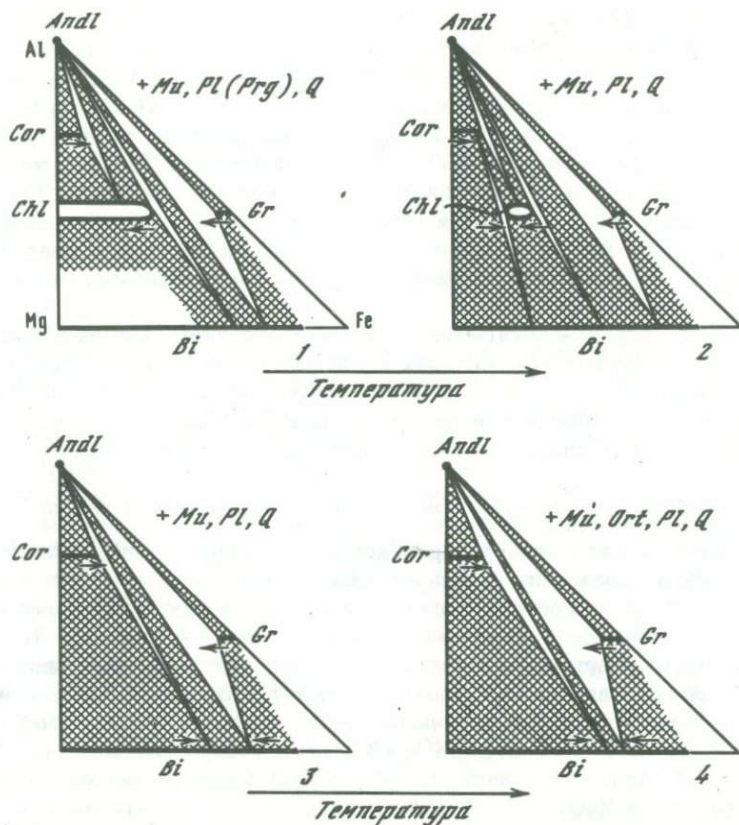 Andl
Al
+ Mu, Pl (Prg), Q
Cor
Chl
Gr
Mg
Bi
1
Fe
Andl
+ Mu, Pl, Q
Cor
Chl
Gr
Bi
2
Температура
Andl
+ Mu, Pl, Q
Cor
Gr
Bi
3
Andl
+ Mu, Ort, Pl, Q
Cor
Gr
Bi
4
Температура